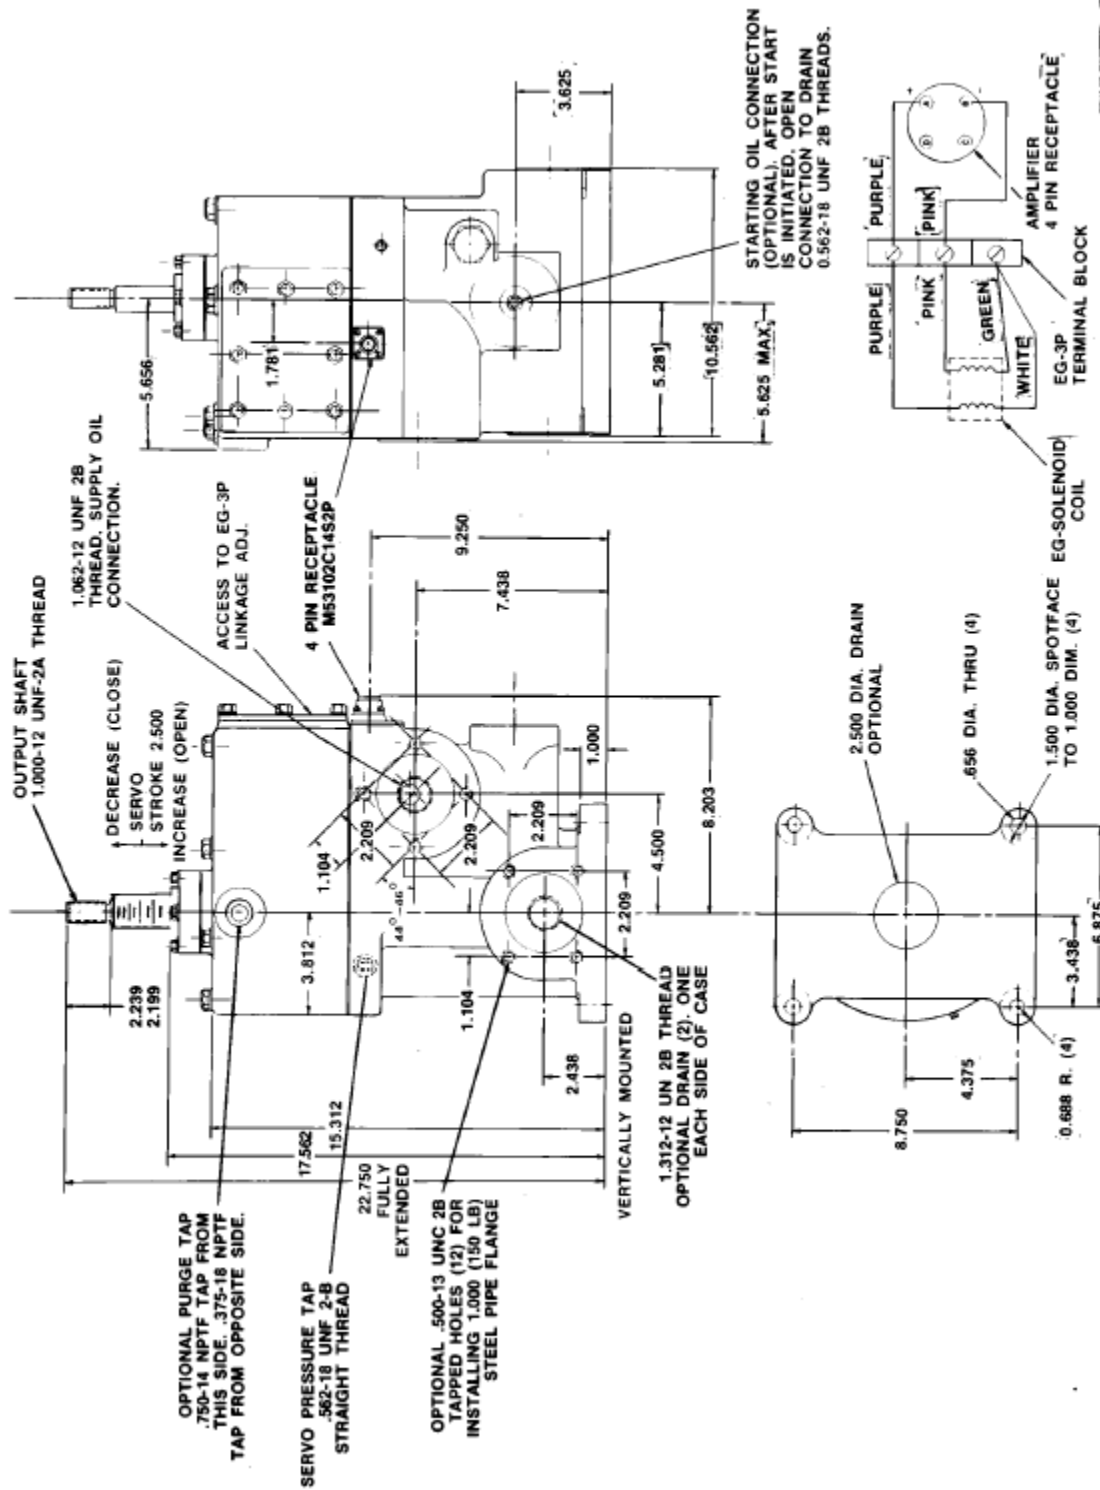 OUTPUT SHAFT
1.000-12 UNF-2A THREAD
DECREASE (CLOSE)
SERVO
STROKE 2.500
INCREASE (OPEN)
1.062-12 UNF 2B
THREAD. SUPPLY OIL
CONNECTION.
ACCESS TO EG-3P
LINKAGE ADJ.
4 PIN RECEPTACLE
M53102C14S2P
2.239
2.199
3.812
1.104
2.209
2.209
44° 46°
9.250
7.438
1.000
2.209
4.500
8.203
2.209
1.104
2.438
15.312
17.562
22.750
FULLY
EXTENDED
OPTIONAL PURGE TAP
.750-14 NPTF TAP FROM
THIS SIDE. .375-18 NPTF
TAP FROM OPPOSITE SIDE.
SERVO PRESSURE TAP
.562-18 UNF 2-B
STRAIGHT THREAD
OPTIONAL .500-13 UNC 2B
TAPPED HOLES (12) FOR
INSTALLING 1.000 (150 LB)
STEEL PIPE FLANGE
VERTICALLY MOUNTED
1.312-12 UN 2B THREAD
OPTIONAL DRAIN (2). ONE
EACH SIDE OF CASE
5.656
1.781
3.625
5.281
10.562
5.625 MAX.
STARTING OIL CONNECTION
(OPTIONAL). AFTER START
IS INITIATED, OPEN
CONNECTION TO DRAIN
0.562-18 UNF 2B THREADS.
2.500 DIA. DRAIN
OPTIONAL
.656 DIA. THRU (4)
1.500 DIA. SPOTFACE
TO 1.000 DIM. (4)
8.750
4.375
0.688 R. (4)
3.438
6.875
PURPLE
PURPLE
PINK
PINK
GREEN
WHITE
EG-SOLENOID
COIL
EG-3P
TERMINAL BLOCK
AMPLIFIER
4 PIN RECEPTACLE